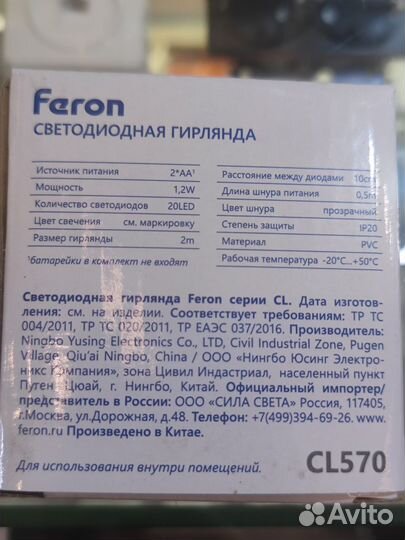 Feron
СВЕТОДИОДНАЯ ГИРЛЯНДА
Источник питания 2*АА¹
Мощность 1,2W
Количество светодиодов 20LED
Цвет свечения см. маркировку
Размер гирлянды 2m
¹батарейки в комплект не входят
Расстояние между диодами 10cm
Длина шнура питания 0,5m
Цвет шнура прозрачный
Степень защиты IP20
Материал PVC
Рабочая температура -20°C...+50°C
Светодиодная гирлянда Feron серии CL. Дата изготов-
ления: см. на изделии. Соответствует требованиям: ТР ТС
004/2011, ТР ТС 020/2011, ТР ЕАЭС 037/2016. Производитель:
Ningbo Yusing Electronics Co., LTD, Civil Industrial Zone, Pugen
Village, Qiu'ai Ningbo, China / ООО «Нингбо Юсинг Электро-
никс Компания», зона Цивил Индастриал, населенный пункт
Пуген Цюай, г. Нингбо, Китай. Официальный импортер/
представитель в России: ООО «СИЛА СВЕТА» Россия, 117405,
г.Москва, ул.Дорожная, д.48. Телефон: +7(499)394-69-26. www.
feron.ru Произведено в Китае.
Для использования внутри помещений.
CL570
Avito